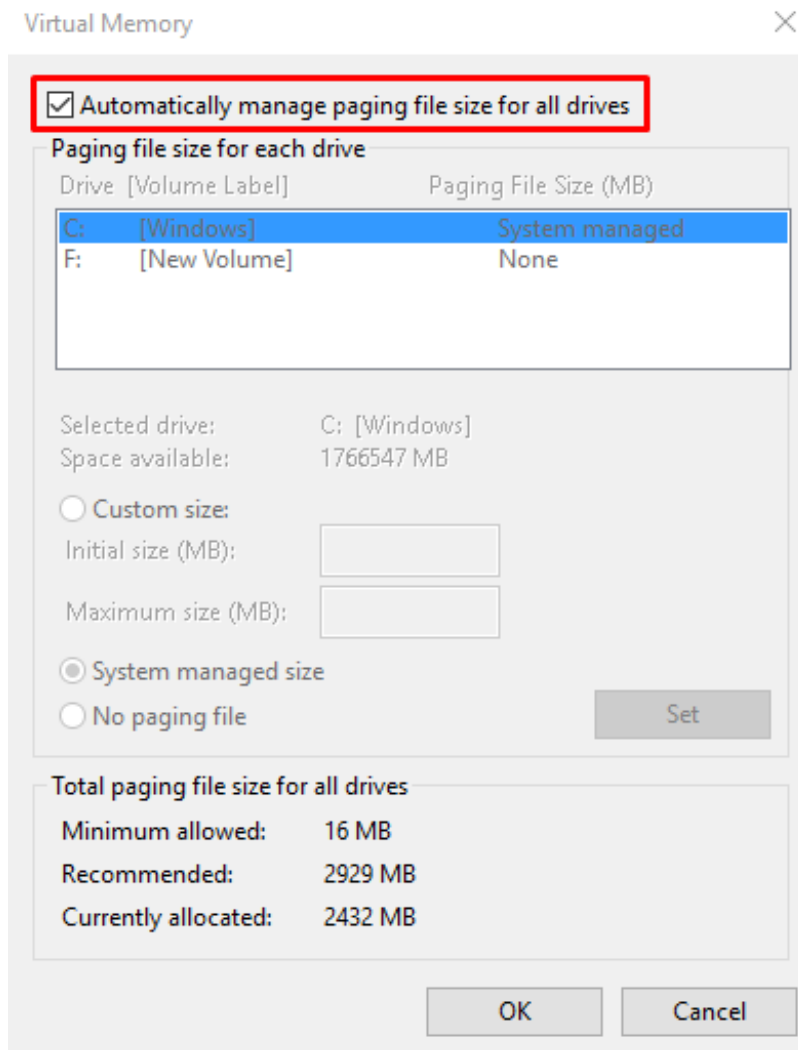 Virtual Memory
Automatically manage paging file size for all drives
Paging file size for each drive
Drive [Volume Label] Paging File Size (MB)
C: [Windows] System managed
F: [New Volume] None
Selected drive: C: [Windows]
Space available: 1766547 MB
Custom size:
Initial size (MB):
Maximum size (MB):
System managed size
No paging file Set
Total paging file size for all drives
Minimum allowed: 16 MB
Recommended: 2929 MB
Currently allocated: 2432 MB
OK Cancel